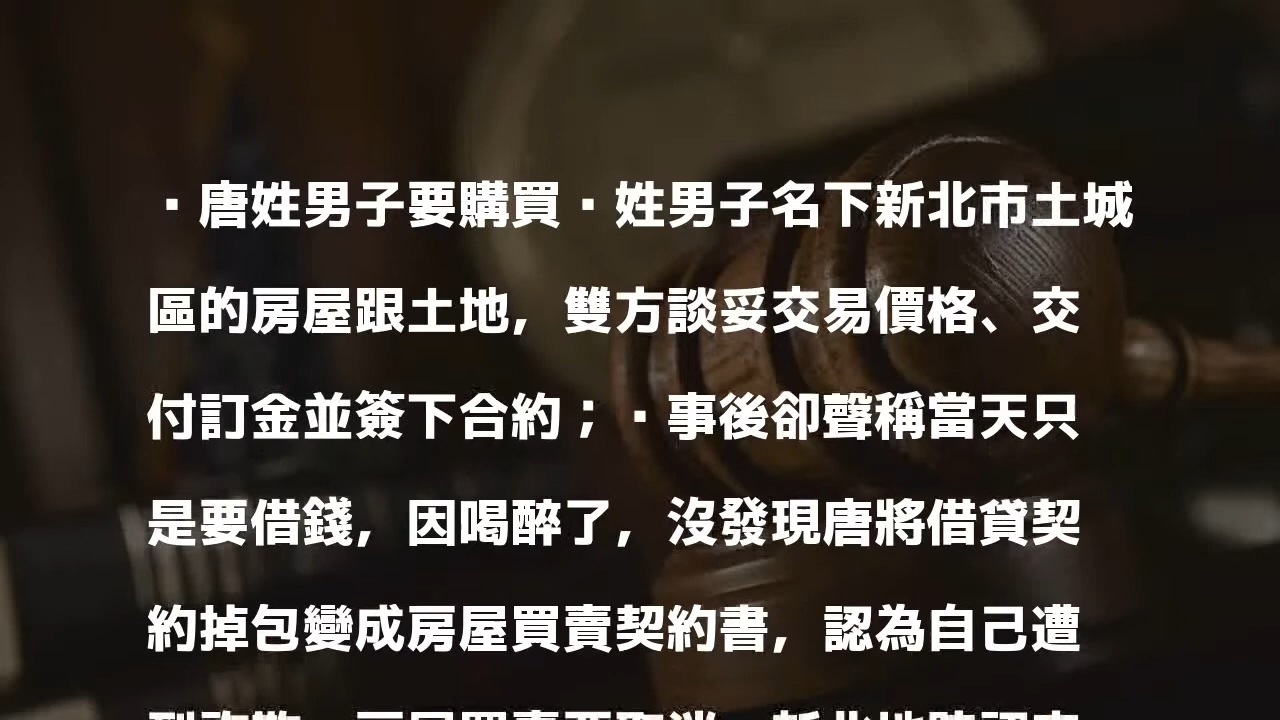 ▪唐姓男子要購買▪姓男子名下新北市土城
區的房屋跟土地，雙方談妥交易價格、交
付訂金並簽下合約；▪事後卻聲稱當天只
是要借錢，因喝醉了，沒發現唐將借貸契
約掉包變成房屋買賣契約書，認為自己遭